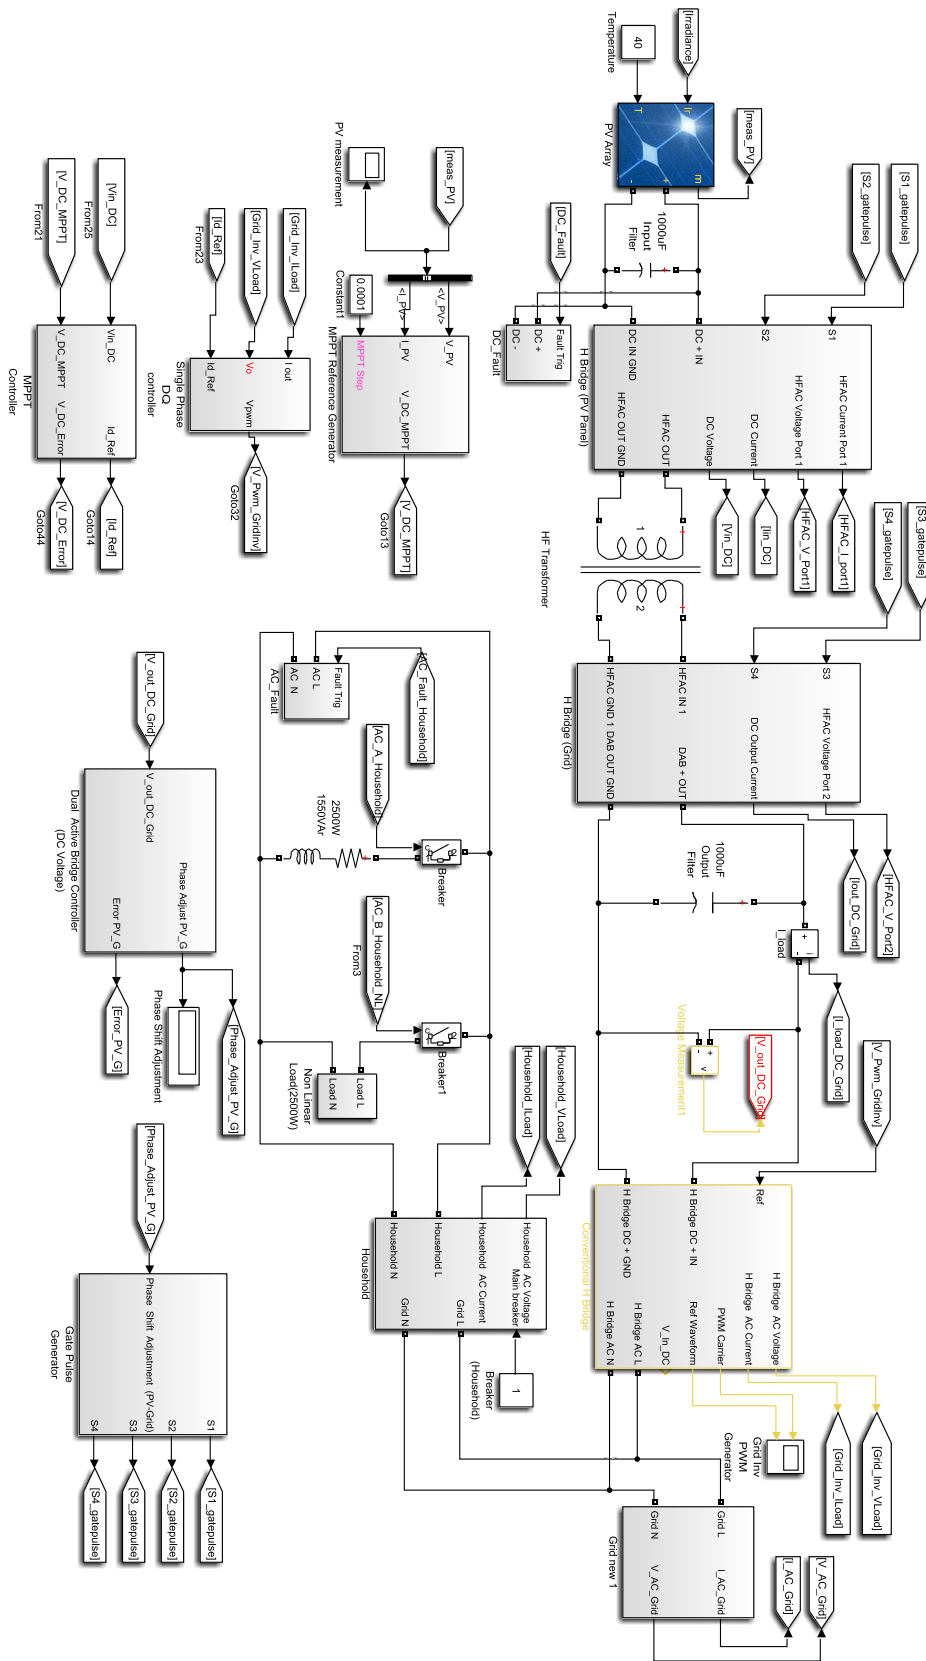 [Irradiance]
40
Temperature
Ir
T
m
+
-
PV Array
[meas_PV]
1000uF
Input
Filter
[DC_Fault]
Fault Trig
DC +
DC -
DC_Fault
[S1_gatepulse]
[S2_gatepulse]
S1
S2
DC + IN
DC IN GND
HFAC Current Port 1
HFAC Voltage Port 1
DC Current
DC Voltage
HFAC OUT
HFAC OUT GND
H Bridge (PV Panel)
[HFAC_I_port1]
[HFAC_V_Port1]
[Iin_DC]
[Vin_DC]
1
2
HF Transformer
[S3_gatepulse]
[S4_gatepulse]
S3
S4
HFAC IN 1
HFAC GND 1
HFAC Voltage Port 2
DC Output Current
DAB + OUT
DAB OUT GND
H Bridge (Grid)
[HFAC_V_Port2]
[Iout_DC_Grid]
1000uF
Output
Filter
+
i
-
I_load
[I_load_DC_Grid]
+
-
v
Voltage Measurement1
[V_out_DC_Grid]
[V_Pwm_GridInv]
Ref
H Bridge DC + IN
H Bridge DC + GND
H Bridge AC Voltage
H Bridge AC Current
PWM Carrier
Ref Waveform
V_In_DC
H Bridge AC L
H Bridge AC N
Conventional H Bridge
[Grid_Inv_VLoad]
[Grid_Inv_ILoad]
Grid Inv
PWM
Generator
Grid L
Grid N
I_AC_Grid
V_AC_Grid
Grid new 1
[V_AC_Grid]
[I_AC_Grid]
[meas_PV]
PV measurement
<V_PV>
<I_PV>
0.0001
Constant1
V_PV
I_PV
MPPT Step
V_DC_MPPT
MPPT Reference Generator
[V_DC_MPPT]
Goto13
[Grid_Inv_ILoad]
[Grid_Inv_VLoad]
[Id_Ref]
From23
I out
Vo
Id_Ref
Vpwm
Single Phase
DQ
controller
[V_Pwm_GridInv]
Goto32
[Vin_DC]
From25
[V_DC_MPPT]
From21
Vin_DC
V_DC_MPPT
Id_Ref
V_DC_Error
MPPT
Controller
[Id_Ref]
Goto14
[V_DC_Error]
Goto44
[AC_Fault_Household]
Fault Trig
AC L
AC N
AC_Fault
[AC_A_Household]
Breaker
2500W
1550VAr
[AC_B_Household_NL]
From3
Breaker1
Load L
Load N
Non Linear
Load(2500W)
[Household_VLoad]
[Household_ILoad]
Household AC Voltage
Household AC Current
Household L
Household N
Main breaker
Grid L
Grid N
Household
1
Breaker
(Household)
[V_out_DC_Grid]
V_out_DC_Grid
Phase Adjust PV_G
Error PV_G
Dual Active Bridge Controller
(DC Voltage)
[Phase_Adjust_PV_G]
Phase Shift Adjustment
[Error_PV_G]
[Phase_Adjust_PV_G]
Phase Shift Adjustment (PV-Grid)
S1
S2
S3
S4
Gate Pulse
Generator
[S1_gatepulse]
[S2_gatepulse]
[S3_gatepulse]
[S4_gatepulse]